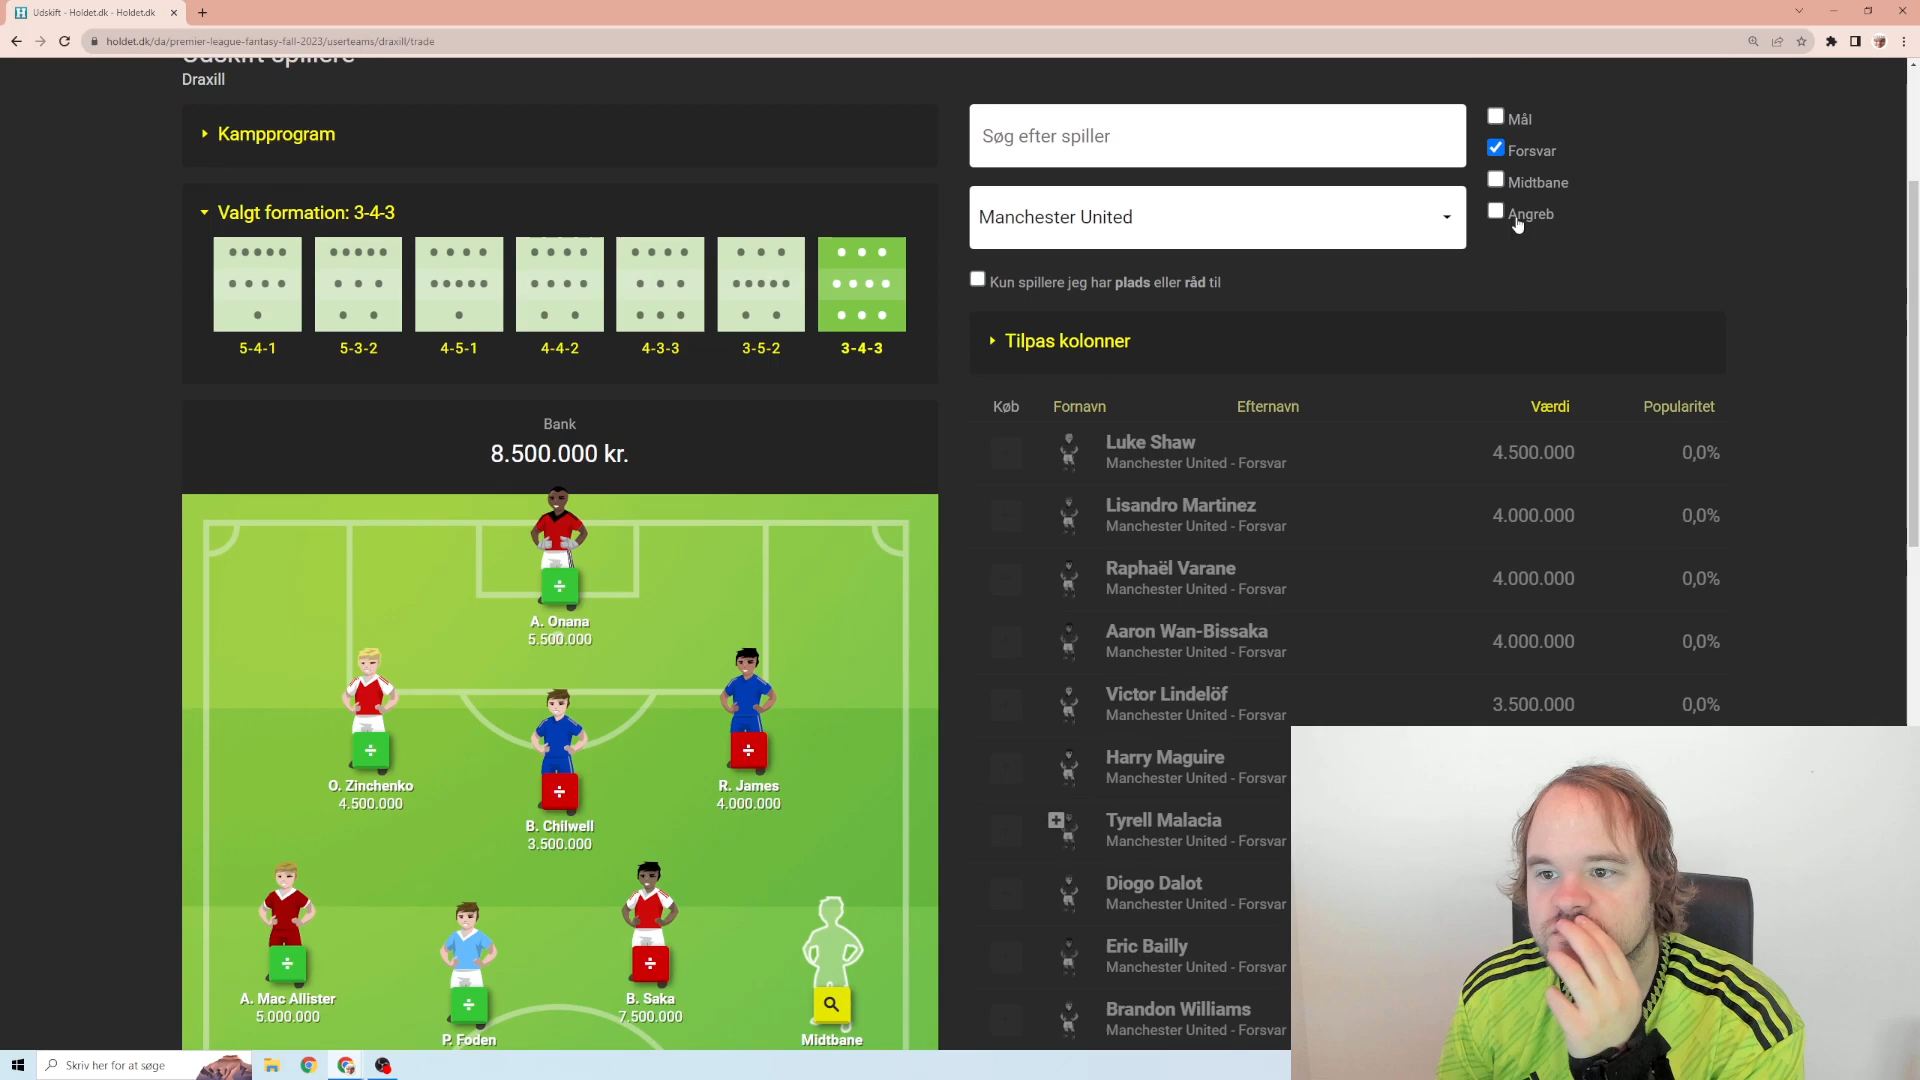 Udskift - Holdet.dk - Holdet.dk
holdet.dk/da/premier-league-fantasy-fall-2023/userteams/draxill/trade
Udskift spillere
Draxill
Kampprogram
Valgt formation: 3-4-3
5-4-1
5-3-2
4-5-1
4-4-2
4-3-3
3-5-2
3-4-3
Bank
8.500.000 kr.
A. Onana
5.500.000
O. Zinchenko
4.500.000
B. Chilwell
3.500.000
R. James
4.000.000
A. Mac Allister
5.000.000
P. Foden
B. Saka
7.500.000
Midtbane
Søg efter spiller
Manchester United
Mål
Forsvar
Midtbane
Angreb
Kun spillere jeg har plads eller råd til
Tilpas kolonner
Køb Fornavn Efternavn Værdi Popularitet
Luke Shaw
Manchester United - Forsvar
4.500.000 0,0%
Lisandro Martinez
Manchester United - Forsvar
4.000.000 0,0%
Raphaël Varane
Manchester United - Forsvar
4.000.000 0,0%
Aaron Wan-Bissaka
Manchester United - Forsvar
4.000.000 0,0%
Victor Lindelöf
Manchester United - Forsvar
3.500.000 0,0%
Harry Maguire
Manchester United - Forsvar
Tyrell Malacia
Manchester United - Forsvar
Diogo Dalot
Manchester United - Forsvar
Eric Bailly
Manchester United - Forsvar
Brandon Williams
Manchester United - Forsvar
Skriv her for at søge